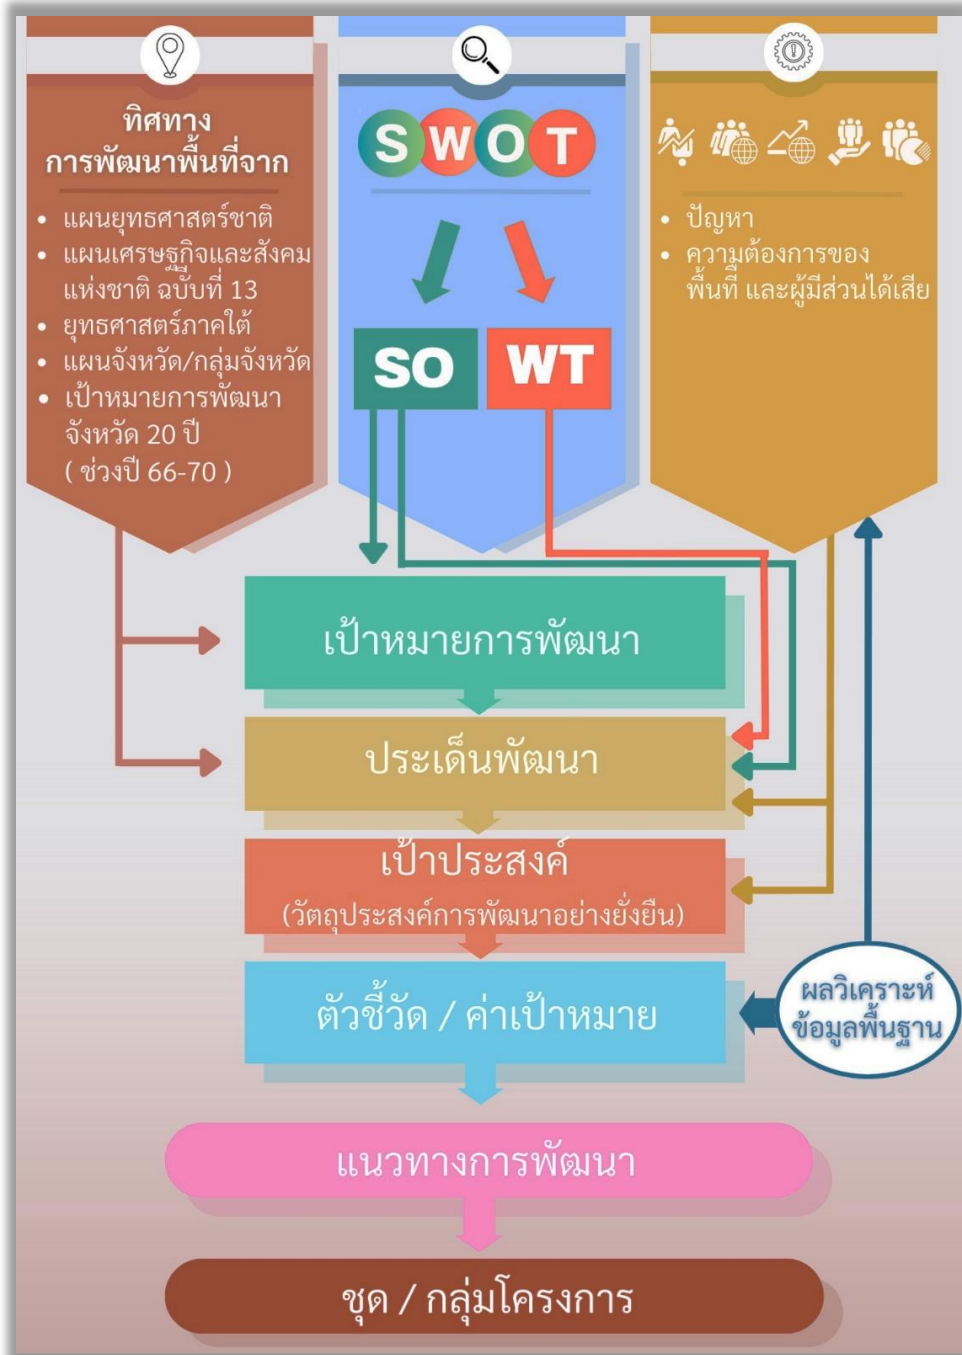 ทิศทาง
การพัฒนาพื้นที่จาก
• แผนยุทธศาสตร์ชาติ
• แผนเศรษฐกิจและสังคม
แห่งชาติ ฉบับที่ 13
• ยุทธศาสตร์ภาคใต้
• แผนจังหวัด/กลุ่มจังหวัด
• เป้าหมายการพัฒนา
จังหวัด 20 ปี
( ช่วงปี 66-70 )
SWOT
SO
WT
• ปัญหา
• ความต้องการของ
พื้นที่ และผู้มีส่วนได้เสีย
เป้าหมายการพัฒนา
ประเด็นพัฒนา
เป้าประสงค์
(วัตถุประสงค์การพัฒนาอย่างยั่งยืน)
ตัวชี้วัด / ค่าเป้าหมาย
ผลวิเคราะห์
ข้อมูลพื้นฐาน
แนวทางการพัฒนา
ชุด / กลุ่มโครงการ